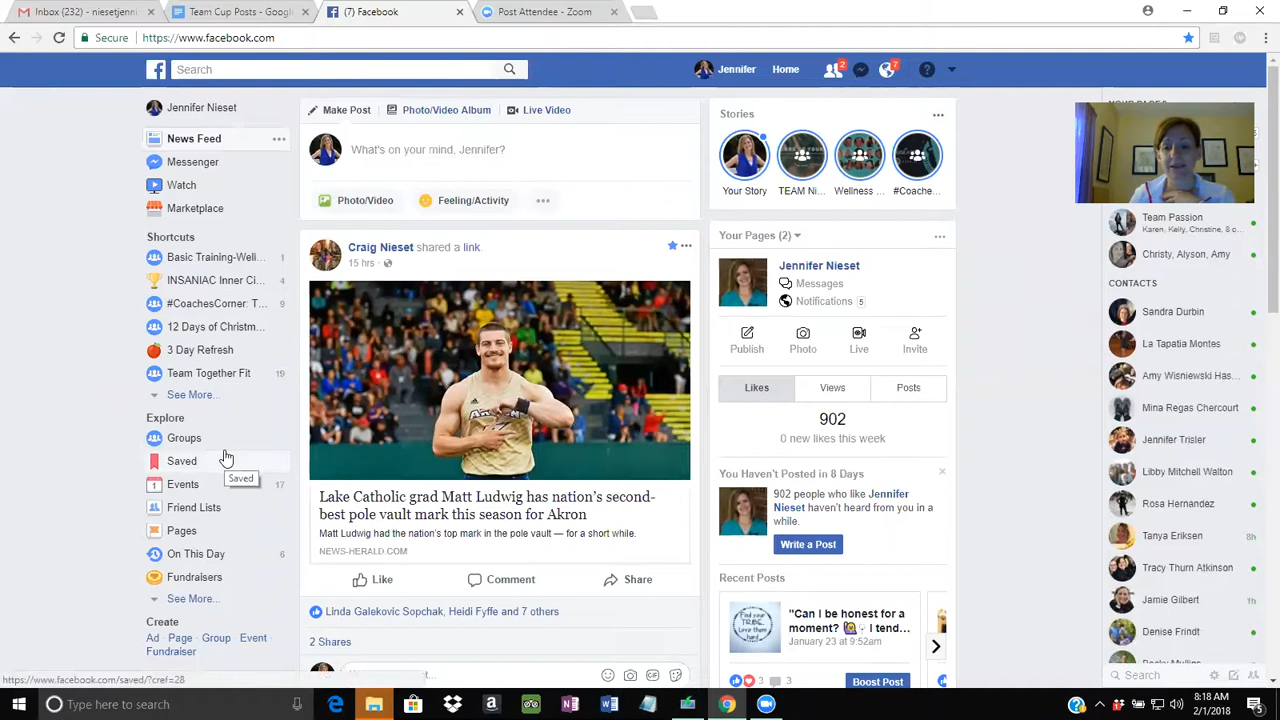 Inbox (232) - niesetjenni
Team Cup Posts - Google
(7) Facebook
Post Attendee - Zoom
Secure
https://www.facebook.com
Search
Jennifer
Home
2
7
Jennifer Nieset
News Feed
Messenger
Watch
Marketplace
Shortcuts
Basic Training-Well... 1
INSANIAC Inner Ci... 4
#CoachesCorner: T... 9
12 Days of Christm...
3 Day Refresh
Team Together Fit 19
See More...
Explore
Groups
Saved
Saved
Events 17
Friend Lists
Pages
On This Day 6
Fundraisers
See More...
Create
Ad · Page · Group · Event ·
Fundraiser
https://www.facebook.com/saved/?cref=28
Make Post
Photo/Video Album
Live Video
What's on your mind, Jennifer?
Photo/Video
Feeling/Activity
Craig Nieset shared a link.
15 hrs ·
Lake Catholic grad Matt Ludwig has nation's second-
best pole vault mark this season for Akron
Matt Ludwig had the nation's top mark in the pole vault — for a short while.
NEWS-HERALD.COM
Like
Comment
Share
Linda Galekovic Sopchak, Heidi Fyffe and 7 others
2 Shares
Stories
Your Story
TEAM Ni...
Wellness ...
#Coache...
Your Pages (2)
Jennifer Nieset
Messages
Notifications 5
Publish
Photo
Live
Invite
Likes
Views
Posts
902
0 new likes this week
You Haven't Posted in 8 Days
902 people who like Jennifer
Nieset haven't heard from you in a
while.
Write a Post
Recent Posts
"Can I be honest for a
moment? I tend...
January 23 at 9:52am
3
3
Boost Post
Team Passion
Karen, Kelly, Christine, 8 o...
Christy, Alyson, Amy
CONTACTS
Sandra Durbin
La Tapatia Montes
Amy Wisniewski Has...
Mina Regas Chercourt
Jennifer Trisler
Libby Mitchell Walton
Rosa Hernandez
Tanya Eriksen 8h
Tracy Thurn Atkinson
Jamie Gilbert 1h
Denise Frindt
Search
Type here to search
8:18 AM
2/1/2018